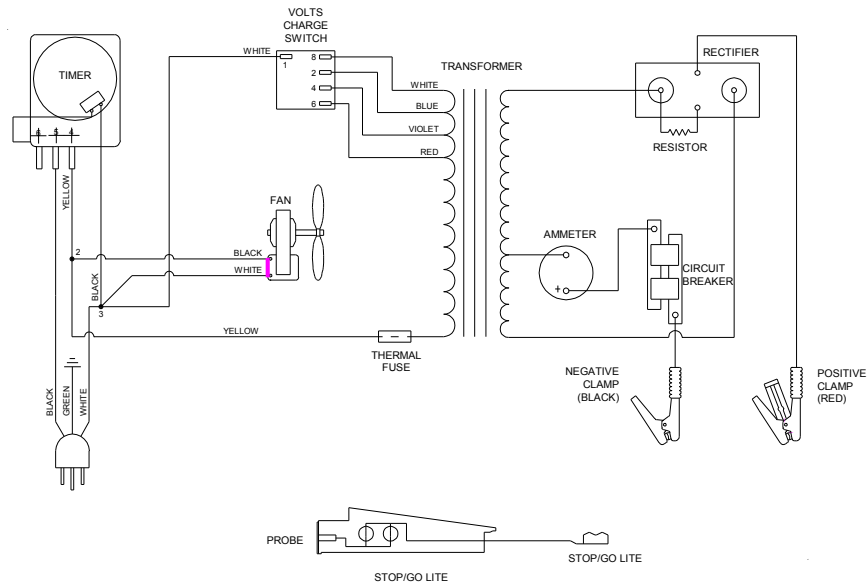 VOLTS
CHARGE
SWITCH
WHITE
1
8
2
4
6
TIMER
6
5
4
TRANSFORMER
WHITE
BLUE
VIOLET
RED
RECTIFIER
RESISTOR
YELLOW
FAN
BLACK
WHITE
2
BLACK
3
AMMETER
+
CIRCUIT
BREAKER
YELLOW
THERMAL
FUSE
BLACK
GREEN
WHITE
NEGATIVE
CLAMP
(BLACK)
POSITIVE
CLAMP
(RED)
PROBE
STOP/GO LITE
STOP/GO LITE